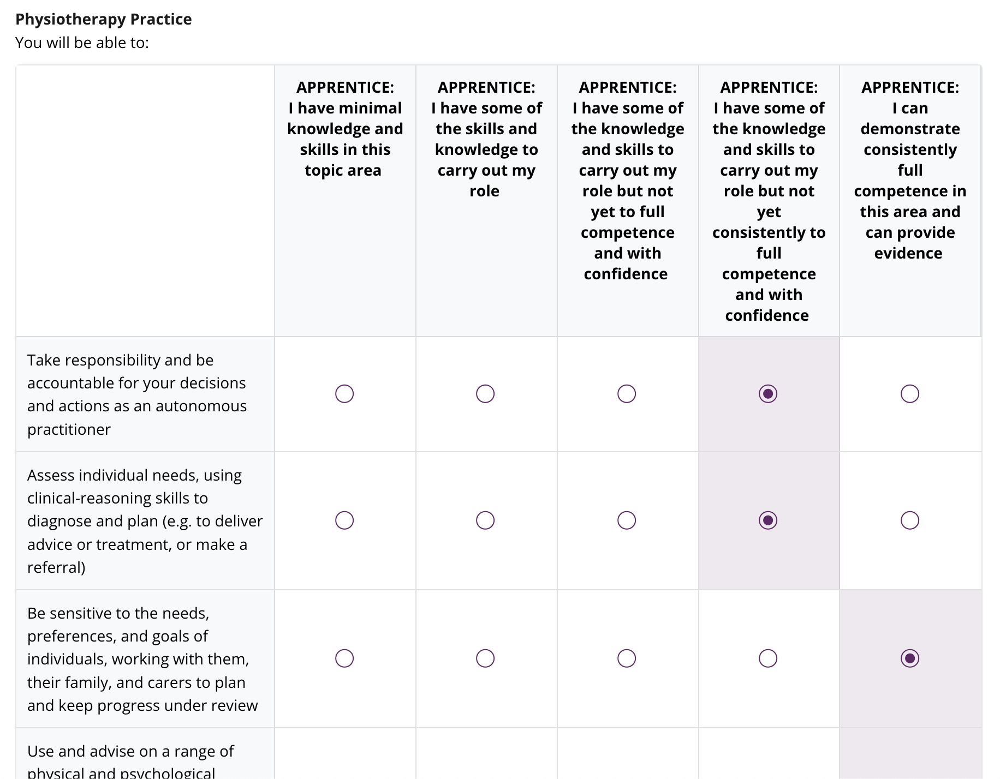 Physiotherapy Practice
You will be able to:
APPRENTICE:
I have minimal
knowledge and
skills in this
topic area
APPRENTICE:
I have some of
the skills and
knowledge to
carry out my
role
APPRENTICE:
I have some of
the knowledge
and skills to
carry out my
role but not
yet to full
competence
and with
confidence
APPRENTICE:
I have some of
the knowledge
and skills to
carry out my
role but not
yet
consistently to
full
competence
and with
confidence
APPRENTICE:
I can
demonstrate
consistently
full
competence in
this area and
can provide
evidence
Take responsibility and be
accountable for your decisions
and actions as an autonomous
practitioner
Assess individual needs, using
clinical-reasoning skills to
diagnose and plan (e.g. to deliver
advice or treatment, or make a
referral)
Be sensitive to the needs,
preferences, and goals of
individuals, working with them,
their family, and carers to plan
and keep progress under review
Use and advise on a range of
physical and psychological